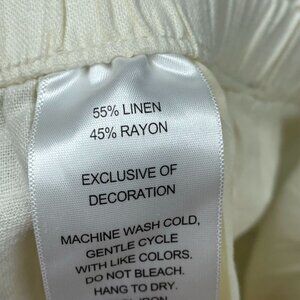 55% LINEN
45% RAYON
EXCLUSIVE OF
DECORATION
MACHINE WASH COLD,
GENTLE CYCLE
WITH LIKE COLORS.
DO NOT BLEACH.
HANG TO DRY.
IRON